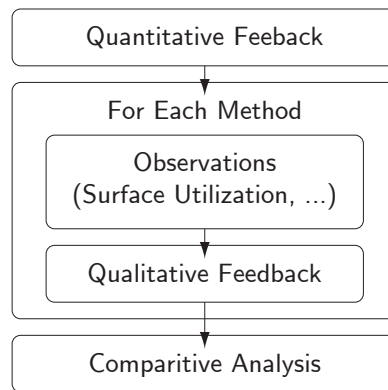 Quantitative Feeback
For Each Method
Observations
(Surface Utilization, ...)
Qualitative Feedback
Comparitive Analysis